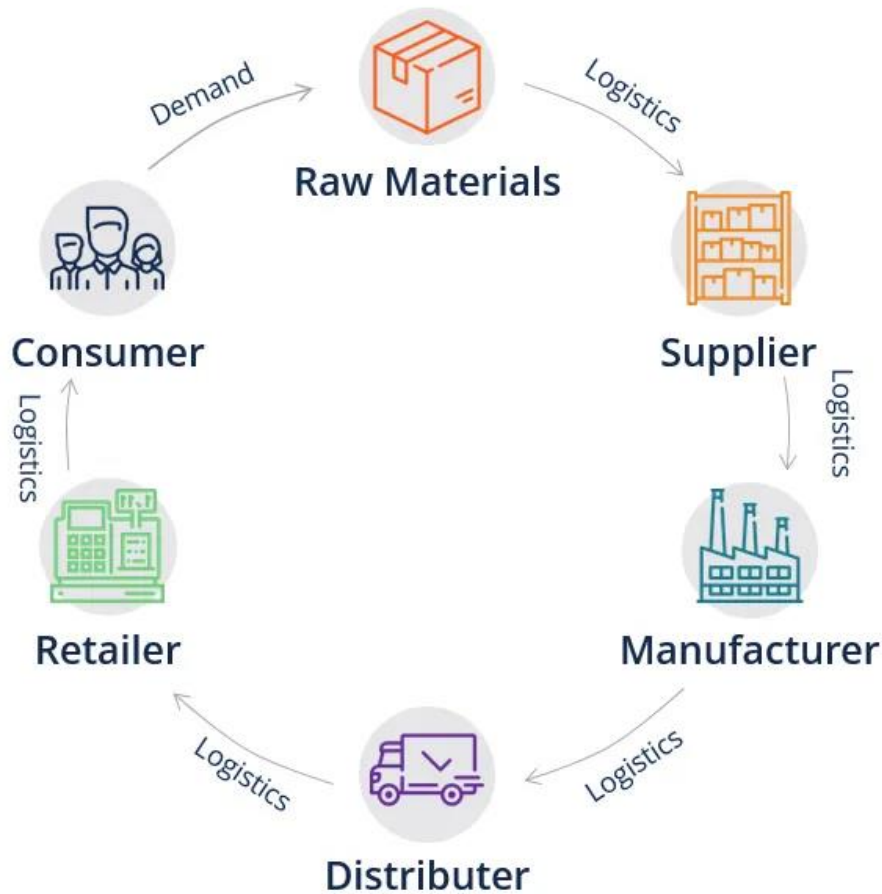 Demand
Raw Materials
Logistics
Supplier
Logistics
Manufacturer
Logistics
Distributer
Logistics
Retailer
Logistics
Consumer